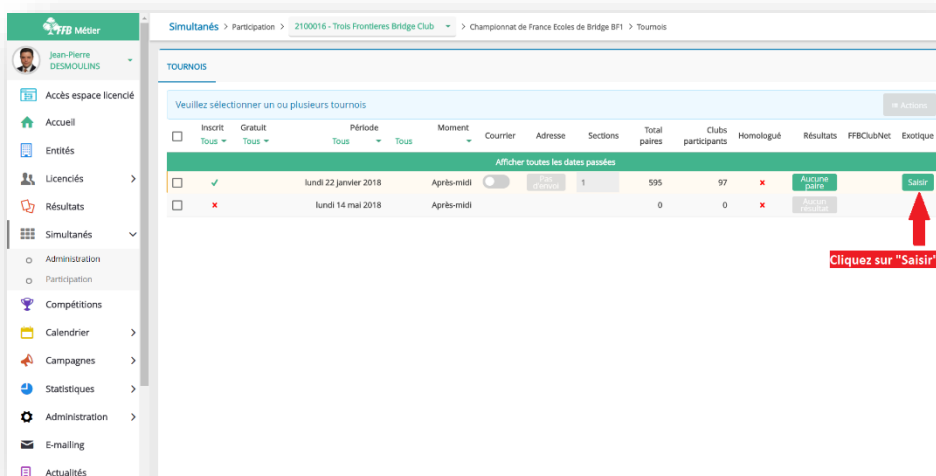 FFB Métier
Simultanés > Participation > 2100016 - Trois Frontieres Bridge Club > Championnat de France Ecoles de Bridge BF1 > Tournois
Jean-Pierre
DESMOULINS
TOURNOIS
Accès espace licencié
Accueil
Entités
Licenciés
Résultats
Simultanés
Administration
Participation
Compétitions
Calendrier
Campagnes
Statistiques
Administration
E-mailing
Actualités
Veuillez sélectionner un ou plusieurs tournois
Actions
Inscrit Gratuit Période Moment Courrier Adresse Sections Total paires Clubs participants Homologué Résultats FFBClubNet Exotique
Tous Tous Tous Tous
Afficher toutes les dates passées
lundi 22 janvier 2018 Après-midi Pas d'envoi 1 595 97 Aucune paire Saisir
lundi 14 mai 2018 Après-midi 0 0 Aucun résultat
Cliquez sur "Saisir"